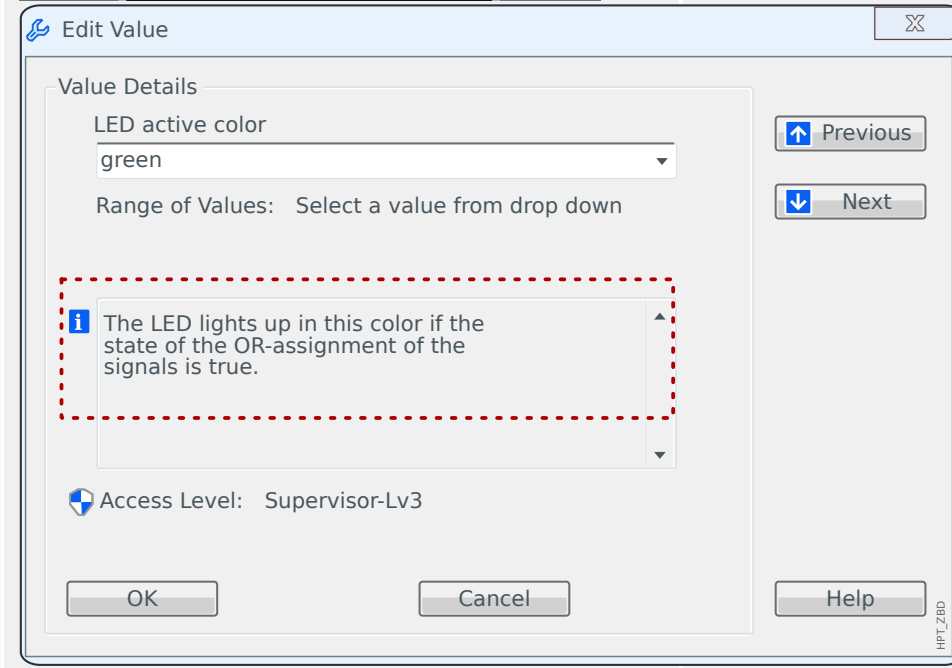 Edit Value
X
Value Details
LED active color
green
Previous
Range of Values: Select a value from drop down
Next
i
The LED lights up in this color if the
state of the OR-assignment of the
signals is true.
Access Level: Supervisor-Lv3
OK
Cancel
Help
HPT_ZBD